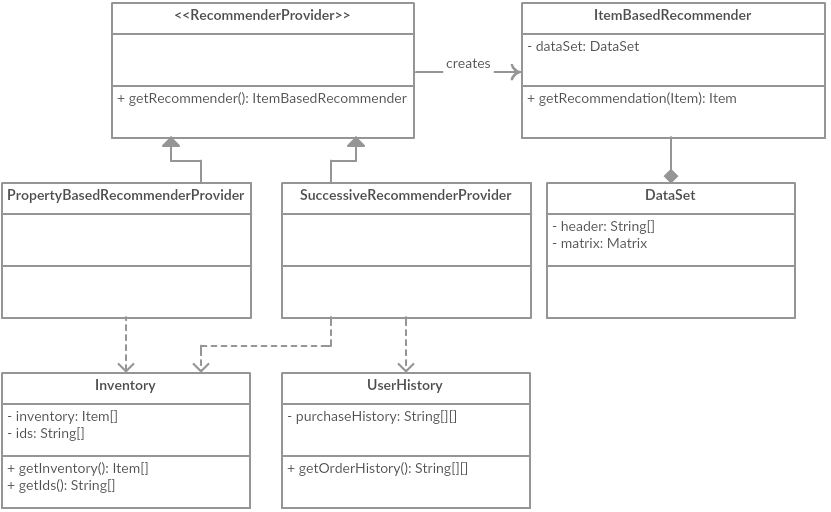 <<RecommenderProvider>>
+ getRecommender(): ItemBasedRecommender
creates
ItemBasedRecommender
- dataSet: DataSet
+ getRecommendation(Item): Item
PropertyBasedRecommenderProvider
SuccessiveRecommenderProvider
DataSet
- header: String[]
- matrix: Matrix
Inventory
- inventory: Item[]
- ids: String[]
+ getInventory(): Item[]
+ getIds(): String[]
UserHistory
- purchaseHistory: String[][]
+ getOrderHistory(): String[][]